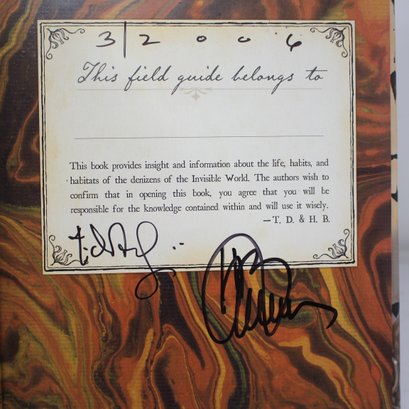 3/2006
This field guide belongs to
This book provides insight and information about the life, habits, and
habitats of the denizens of the Invisible World. The authors wish to
confirm that in opening this book, you agree that you will be
responsible for the knowledge contained within and will use it wisely.
—T. D. & H. B.